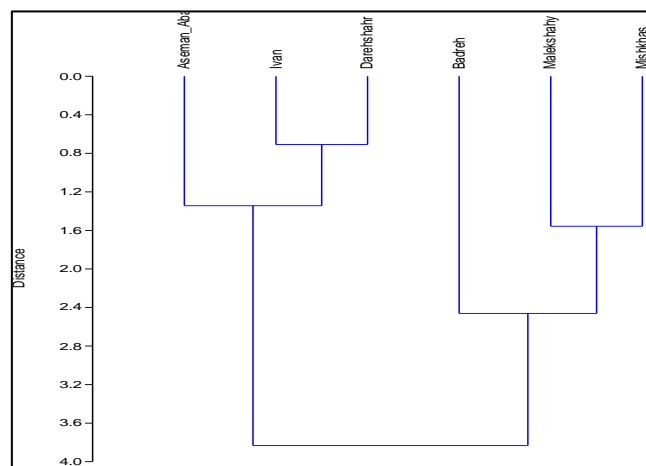 Aseman_Aba
Ivan
Darehshahr
Badreh
Malekshahy
Mishkhas
0.0
0.4
0.8
1.2
1.6
2.0
2.4
2.8
3.2
3.6
4.0
Distance